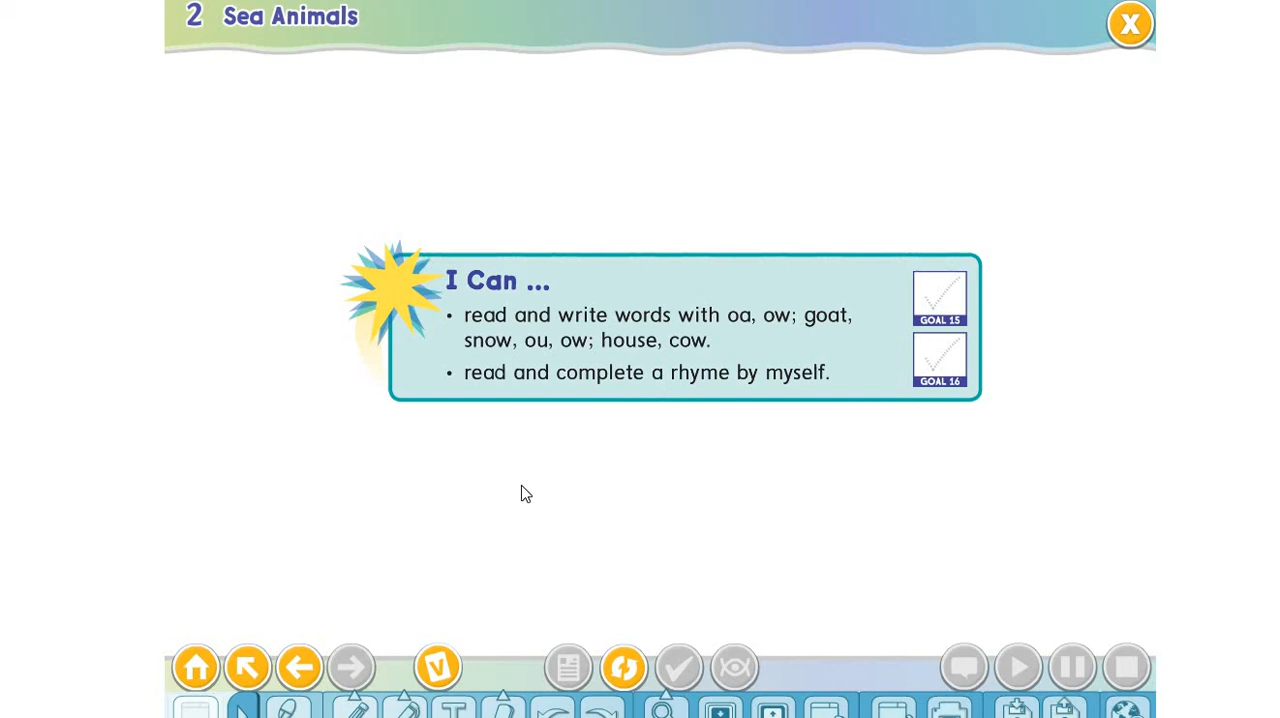 2 Sea Animals
X
I Can ...
• read and write words with oa, ow; goat,
snow, ou, ow; house, cow.
• read and complete a rhyme by myself.
GOAL 15
GOAL 16
V
T